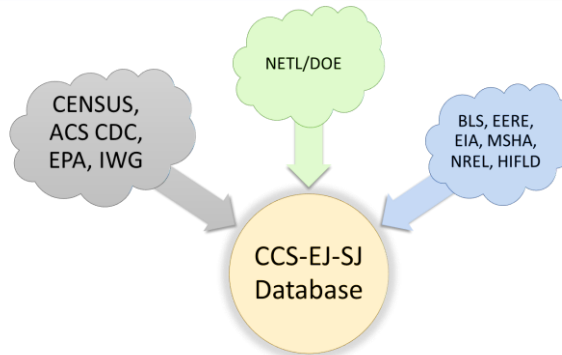 NETL/DOE
CENSUS,
ACS CDC,
EPA, IWG
BLS, EERE,
EIA, MSHA,
NREL, HIFLD
CCS-EJ-SJ
Database